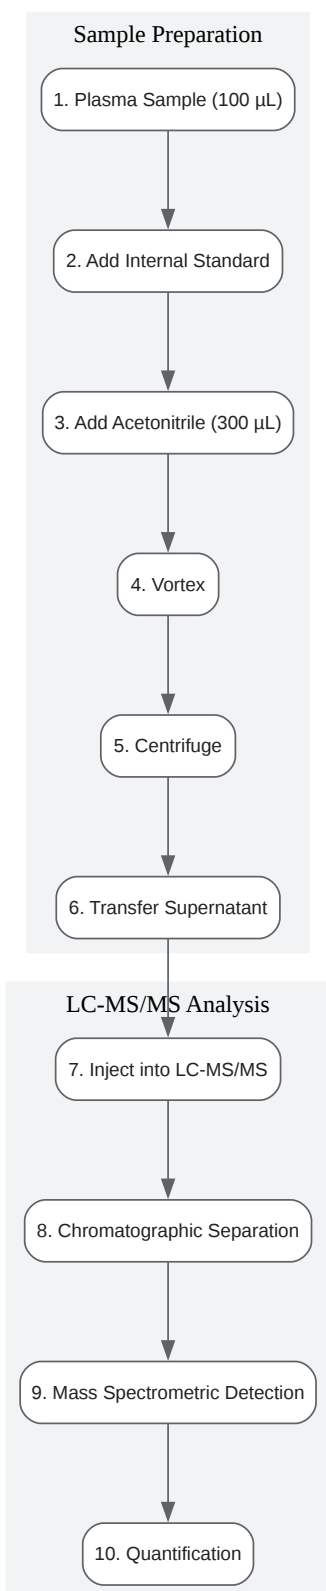 Sample Preparation
1. Plasma Sample (100 µL)
2. Add Internal Standard
3. Add Acetonitrile (300 µL)
4. Vortex
5. Centrifuge
6. Transfer Supernatant
LC-MS/MS Analysis
7. Inject into LC-MS/MS
8. Chromatographic Separation
9. Mass Spectrometric Detection
10. Quantification